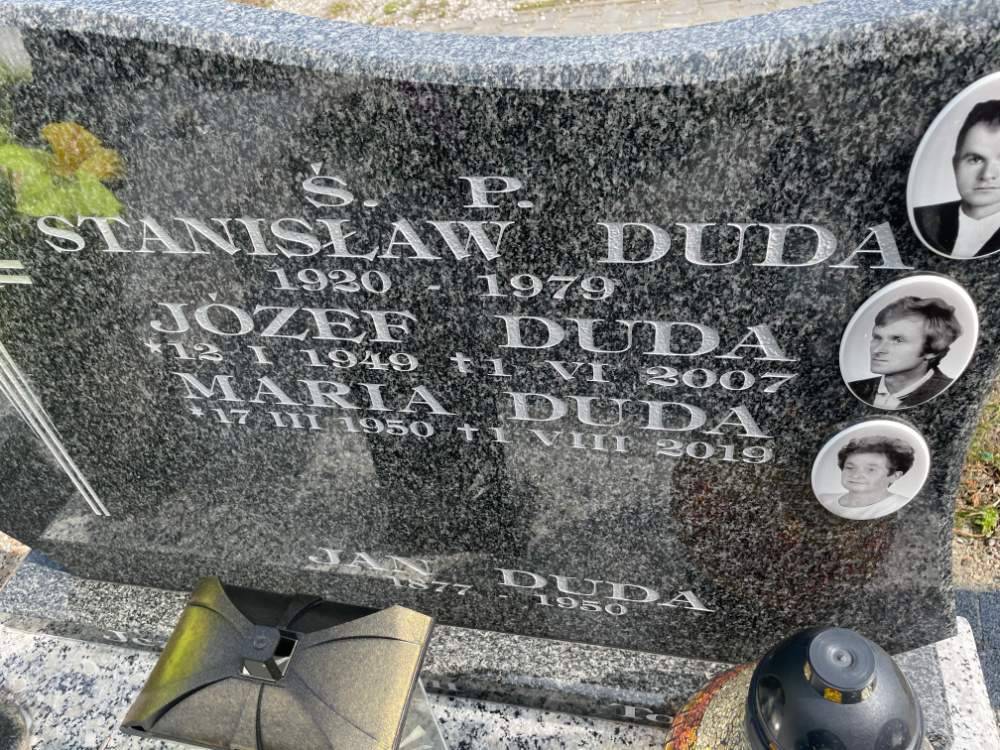 Ś. P.
STANISŁAW DUDA
1920 - 1979
JÓZEF DUDA
* 12 I 1949 † 1 VI 2007
MARIA DUDA
* 17 III 1950 † 1 VIII 2019
JAN DUDA
1877 - 1950